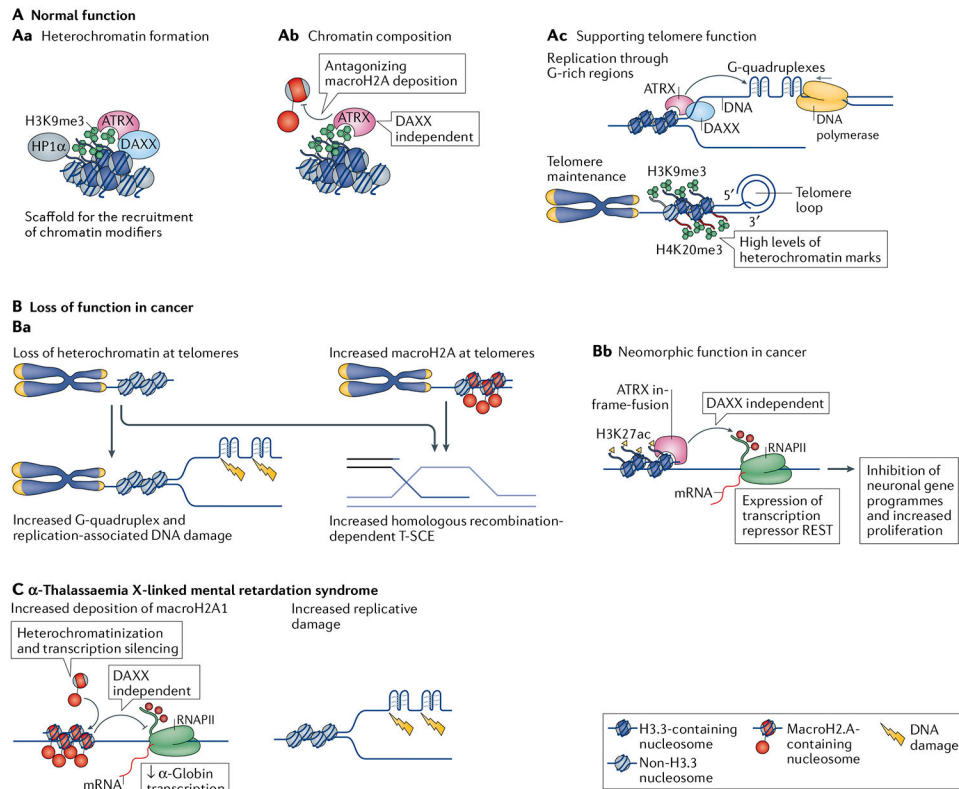 A Normal function
Aa Heterochromatin formation
H3K9me3
ATRX
HP1α
DAXX
Scaffold for the recruitment
of chromatin modifiers
Ab Chromatin composition
Antagonizing
macroH2A deposition
ATRX
DAXX
independent
Ac Supporting telomere function
Replication through
G-rich regions
G-quadruplexes
ATRX
DNA
DAXX
DNA
polymerase
Telomere
maintenance
H3K9me3
5′
3′
Telomere
loop
H4K20me3
High levels of
heterochromatin marks
B Loss of function in cancer
Ba
Loss of heterochromatin at telomeres
Increased macroH2A at telomeres
Increased G-quadruplex and
replication-associated DNA damage
Increased homologous recombination-
dependent T-SCE
Bb Neomorphic function in cancer
ATRX in-
frame-fusion
DAXX independent
H3K27ac
RNAPII
mRNA
Expression of
transcription
repressor REST
Inhibition of
neuronal gene
programmes
and increased
proliferation
C α-Thalassaemia X-linked mental retardation syndrome
Increased deposition of macroH2A1
Heterochromatinization
and transcription silencing
DAXX
independent
RNAPII
mRNA
↓ α-Globin
transcription
Increased replicative
damage
H3.3-containing
nucleosome
Non-H3.3
nucleosome
MacroH2.A-
containing
nucleosome
DNA
damage